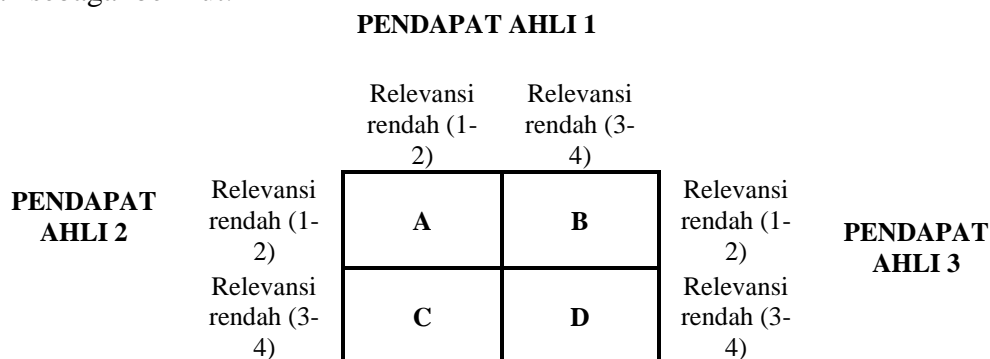 PENDAPAT AHLI 1
Relevansi
rendah (1-
2)
Relevansi
rendah (3-
4)
PENDAPAT
AHLI 2
Relevansi
rendah (1-
2)
A
B
Relevansi
rendah (1-
2)
PENDAPAT
AHLI 3
Relevansi
rendah (3-
4)
C
D
Relevansi
rendah (3-
4)